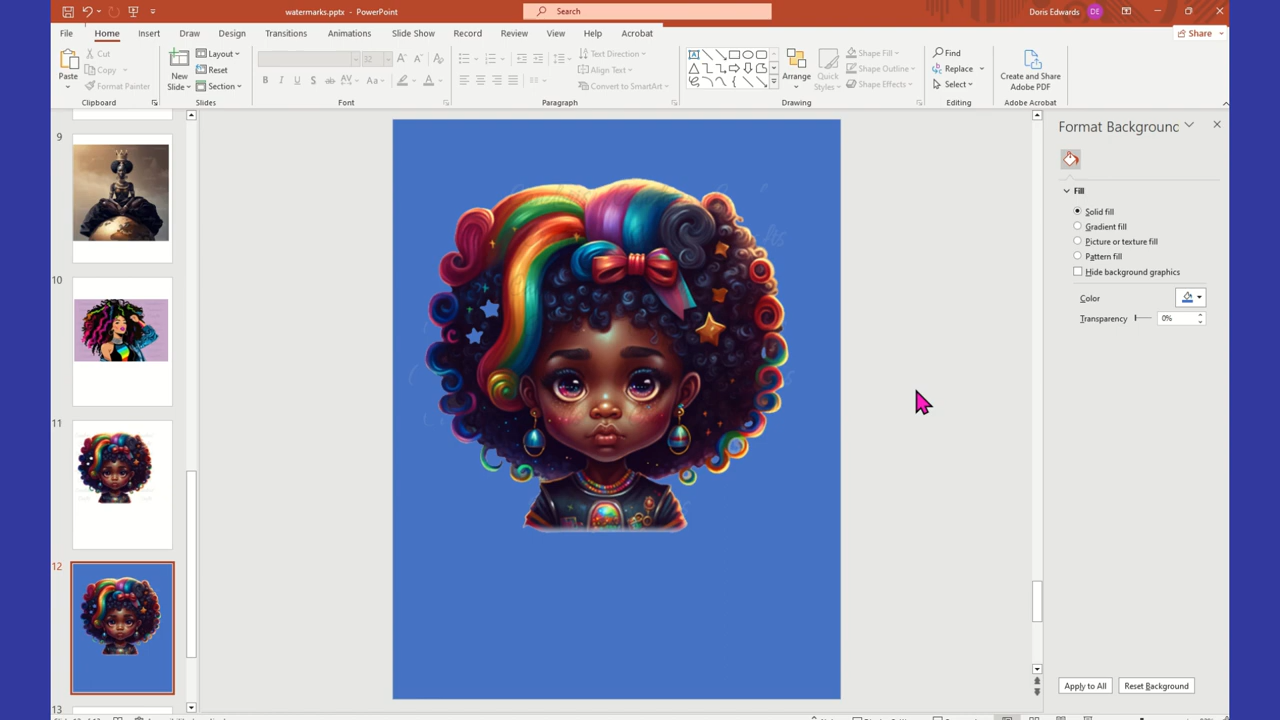 watermarks.pptx - PowerPoint
Search
Doris Edwards
DE
File
Home
Insert
Draw
Design
Transitions
Animations
Slide Show
Record
Review
View
Help
Acrobat
Share
Paste
Cut
Copy
Format Painter
Clipboard
New
Slide
Layout
Reset
Section
Slides
32
Font
Text Direction
Align Text
Convert to SmartArt
Paragraph
Arrange
Quick
Styles
Shape Fill
Shape Outline
Shape Effects
Drawing
Find
Replace
Select
Editing
Create and Share
Adobe PDF
Adobe Acrobat
9
10
11
12
13
Format Background
Fill
Solid fill
Gradient fill
Picture or texture fill
Pattern fill
Hide background graphics
Color
Transparency
0%
Apply to All
Reset Background